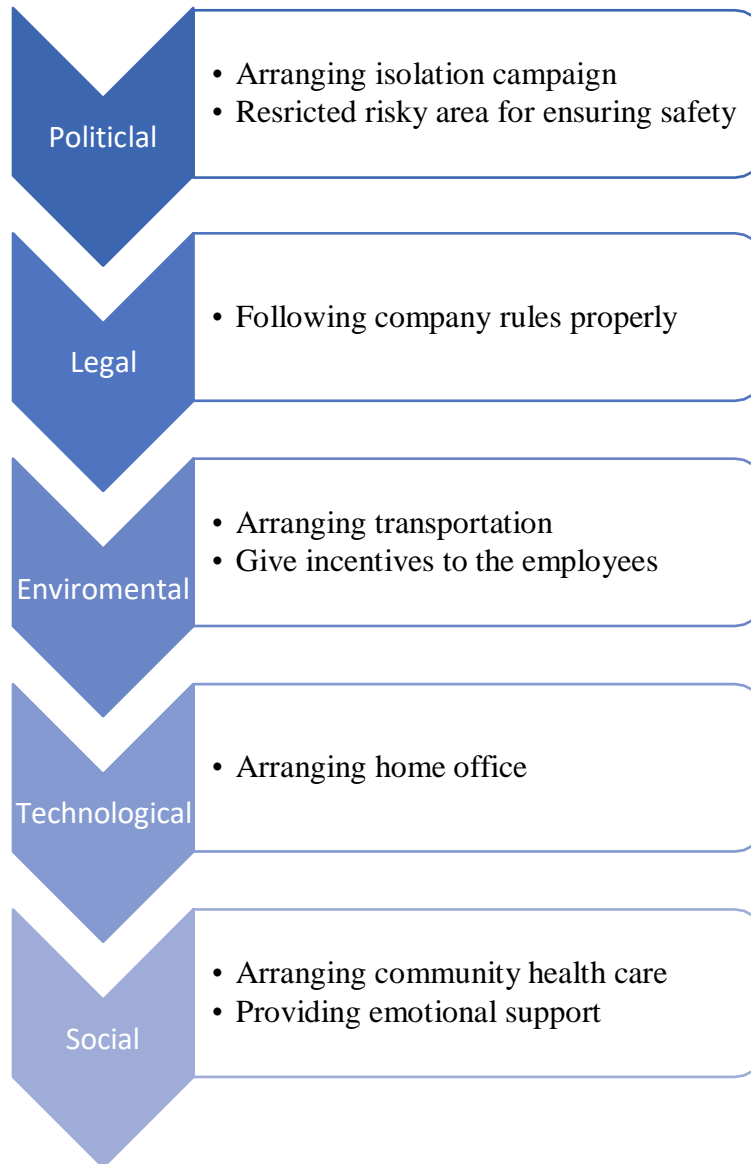 Politiclal
• Arranging isolation campaign
• Resricted risky area for ensuring safety
Legal
• Following company rules properly
Enviromental
• Arranging transportation
• Give incentives to the employees
Technological
• Arranging home office
Social
• Arranging community health care
• Providing emotional support